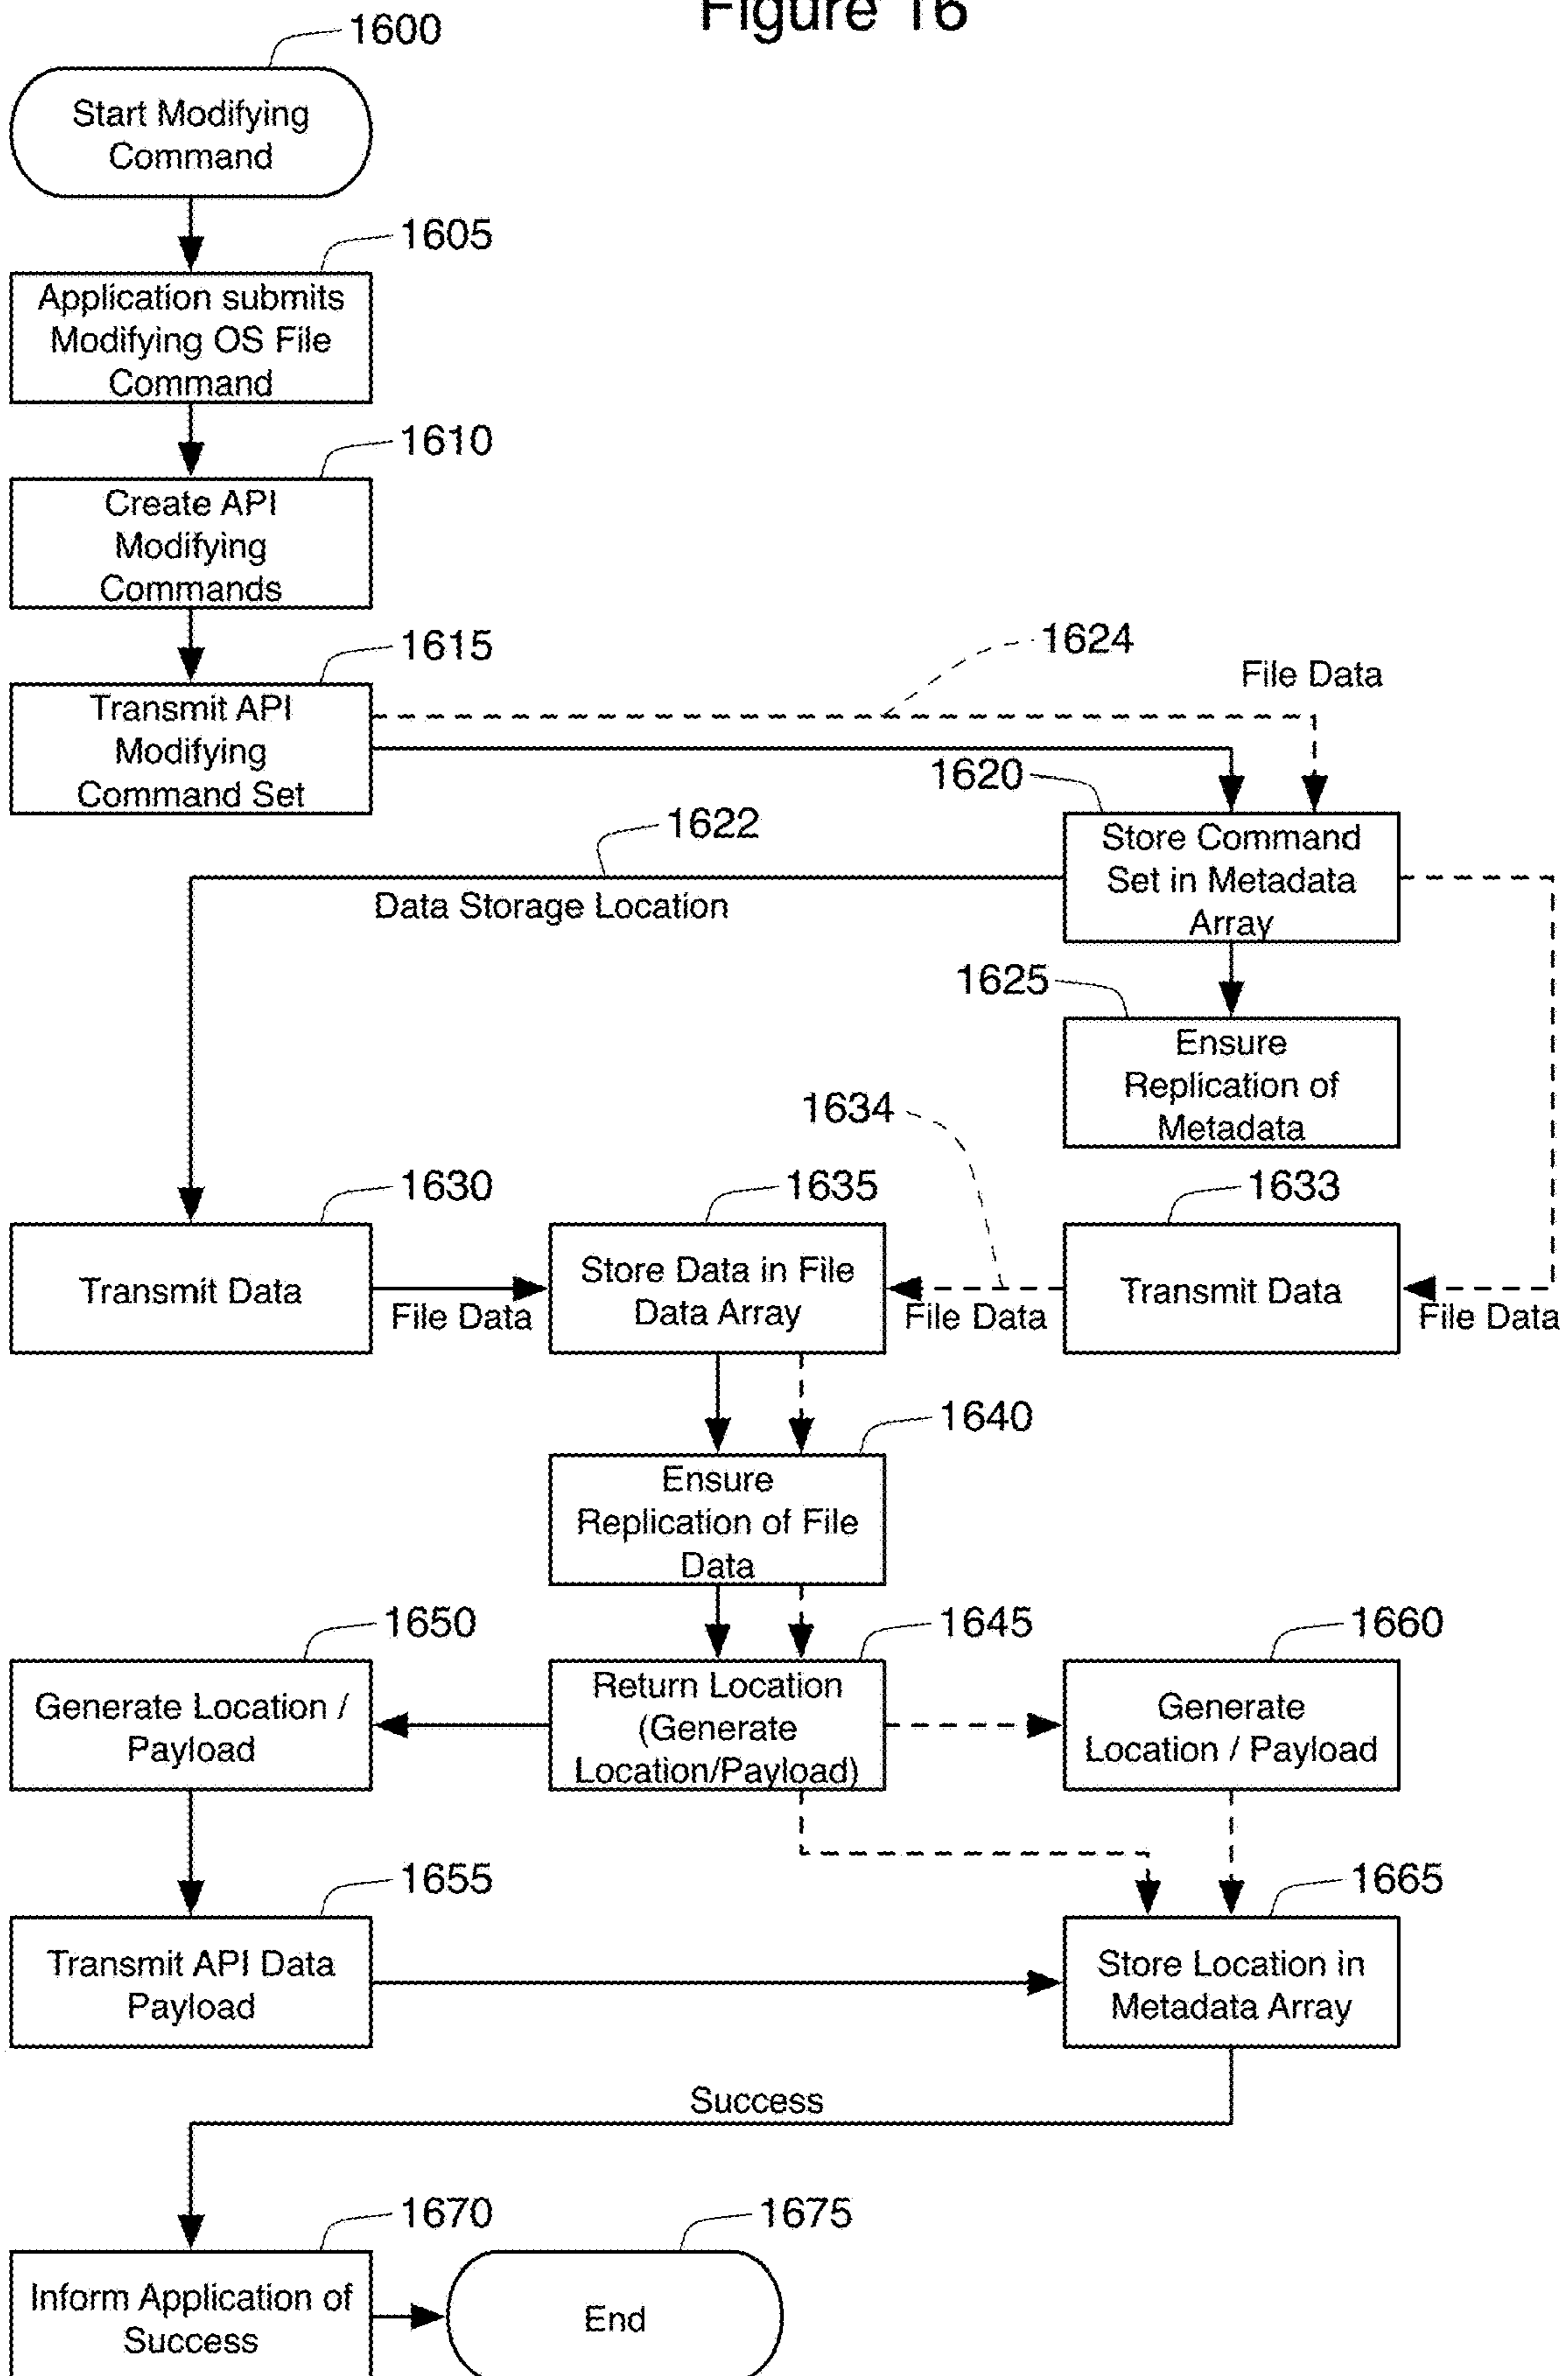 Figure 16
1600
Start Modifying
Command
1605
Application submits
Modifying OS File
Command
1610
Create API
Modifying
Commands
1615
Transmit API
Modifying
Command Set
1624
File Data
1620
Store Command
Set in Metadata
Array
1622
Data Storage Location
1625
Ensure
Replication of
Metadata
1634
1630
Transmit Data
File Data
1635
Store Data in File
Data Array
File Data
1633
Transmit Data
File Data
1640
Ensure
Replication of File
Data
1650
Generate Location /
Payload
1645
Return Location
(Generate
Location/Payload)
1660
Generate
Location / Payload
1655
Transmit API Data
Payload
1665
Store Location in
Metadata Array
Success
1670
Inform Application of
Success
1675
End